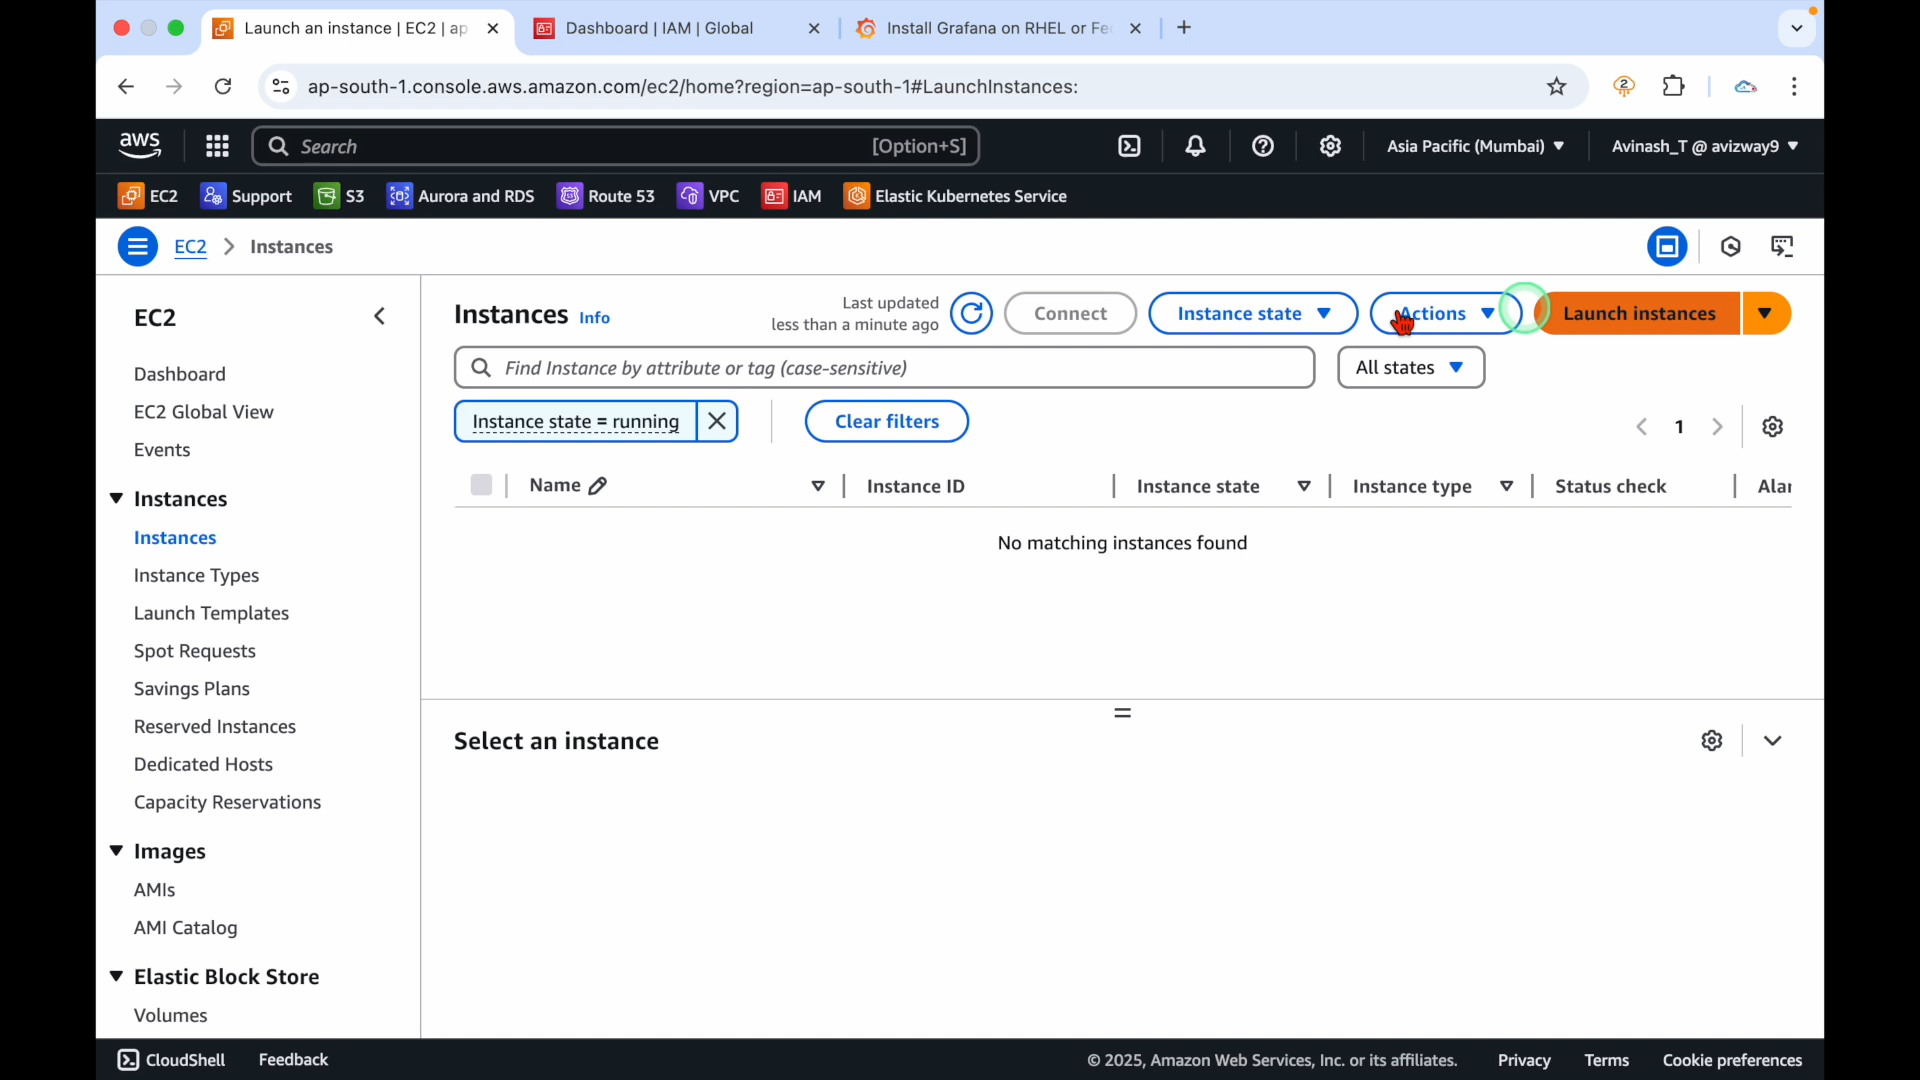 Launch an instance | EC2 | ap
Dashboard | IAM | Global
Install Grafana on RHEL or Fe
ap-south-1.console.aws.amazon.com/ec2/home?region=ap-south-1#LaunchInstances:
2
aws
Search
[Option+S]
Asia Pacific (Mumbai)
Avinash_T @ avizway9
EC2
Support
S3
Aurora and RDS
Route 53
VPC
IAM
Elastic Kubernetes Service
EC2
Instances
EC2
Dashboard
EC2 Global View
Events
Instances
Instances
Instance Types
Launch Templates
Spot Requests
Savings Plans
Reserved Instances
Dedicated Hosts
Capacity Reservations
Images
AMIs
AMI Catalog
Elastic Block Store
Volumes
Instances Info
Last updated
less than a minute ago
Connect
Instance state
Actions
Launch instances
Find Instance by attribute or tag (case-sensitive)
All states
Instance state = running
Clear filters
1
Name
Instance ID
Instance state
Instance type
Status check
Alar
No matching instances found
Select an instance
CloudShell
Feedback
© 2025, Amazon Web Services, Inc. or its affiliates.
Privacy
Terms
Cookie preferences